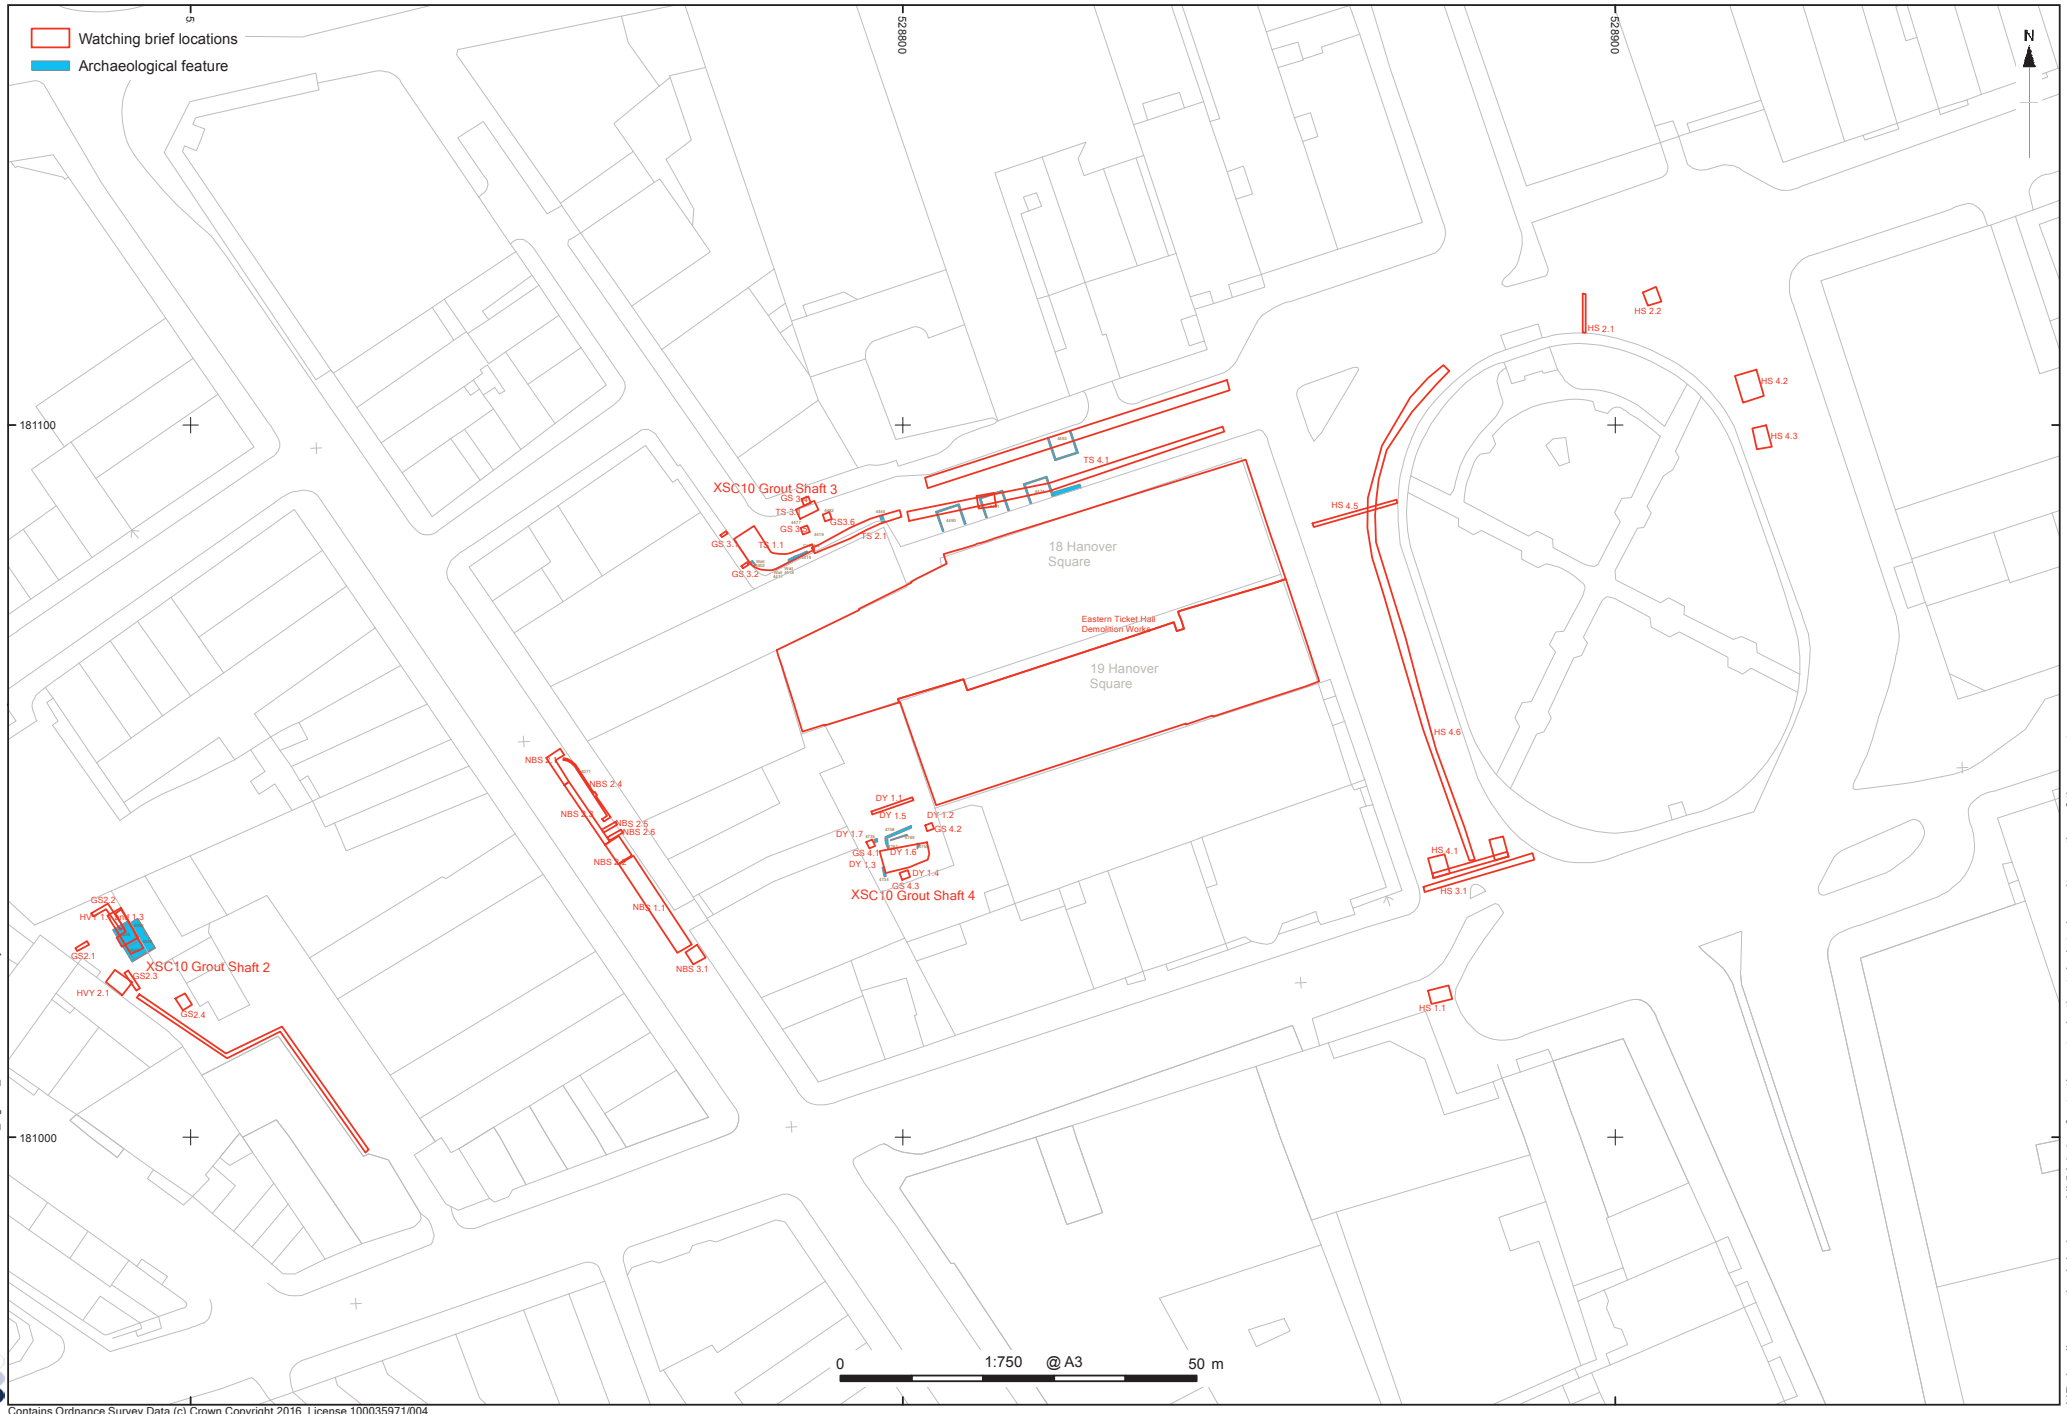 Watching brief locations
Archaeological feature
528800
528900
N
181100
181000
HS 2.1
HS 2.2
HS 4.2
HS 4.3
HS 4.5
HS 4.6
HS 4.1
HS 3.1
HS 1.1
TS 4.1
XSC10 Grout Shaft 3
GS3.6
TS 1.1
TS 2.1
GS 3.2
18 Hanover
Square
Eastern Ticket Hall
Demolition Works
19 Hanover
Square
NBS 2.4
NBS 2.3
NBS 2.5
NBS 2.6
NBS 2.2
NBS 1.1
NBS 3.1
DY 1.1
DY 1.5
DY 1.2
GS 4.2
DY 1.7
GS 4.1
DY 1.6
DY 1.3
DY 1.4
GS 4.3
XSC10 Grout Shaft 4
GS2.2
GS2.1
XSC10 Grout Shaft 2
GS2.3
HVY 2.1
GS2.4
0 1:750 @ A3 50 m
Contains Ordnance Survey Data (c) Crown Copyright 2016. License 100035971/004